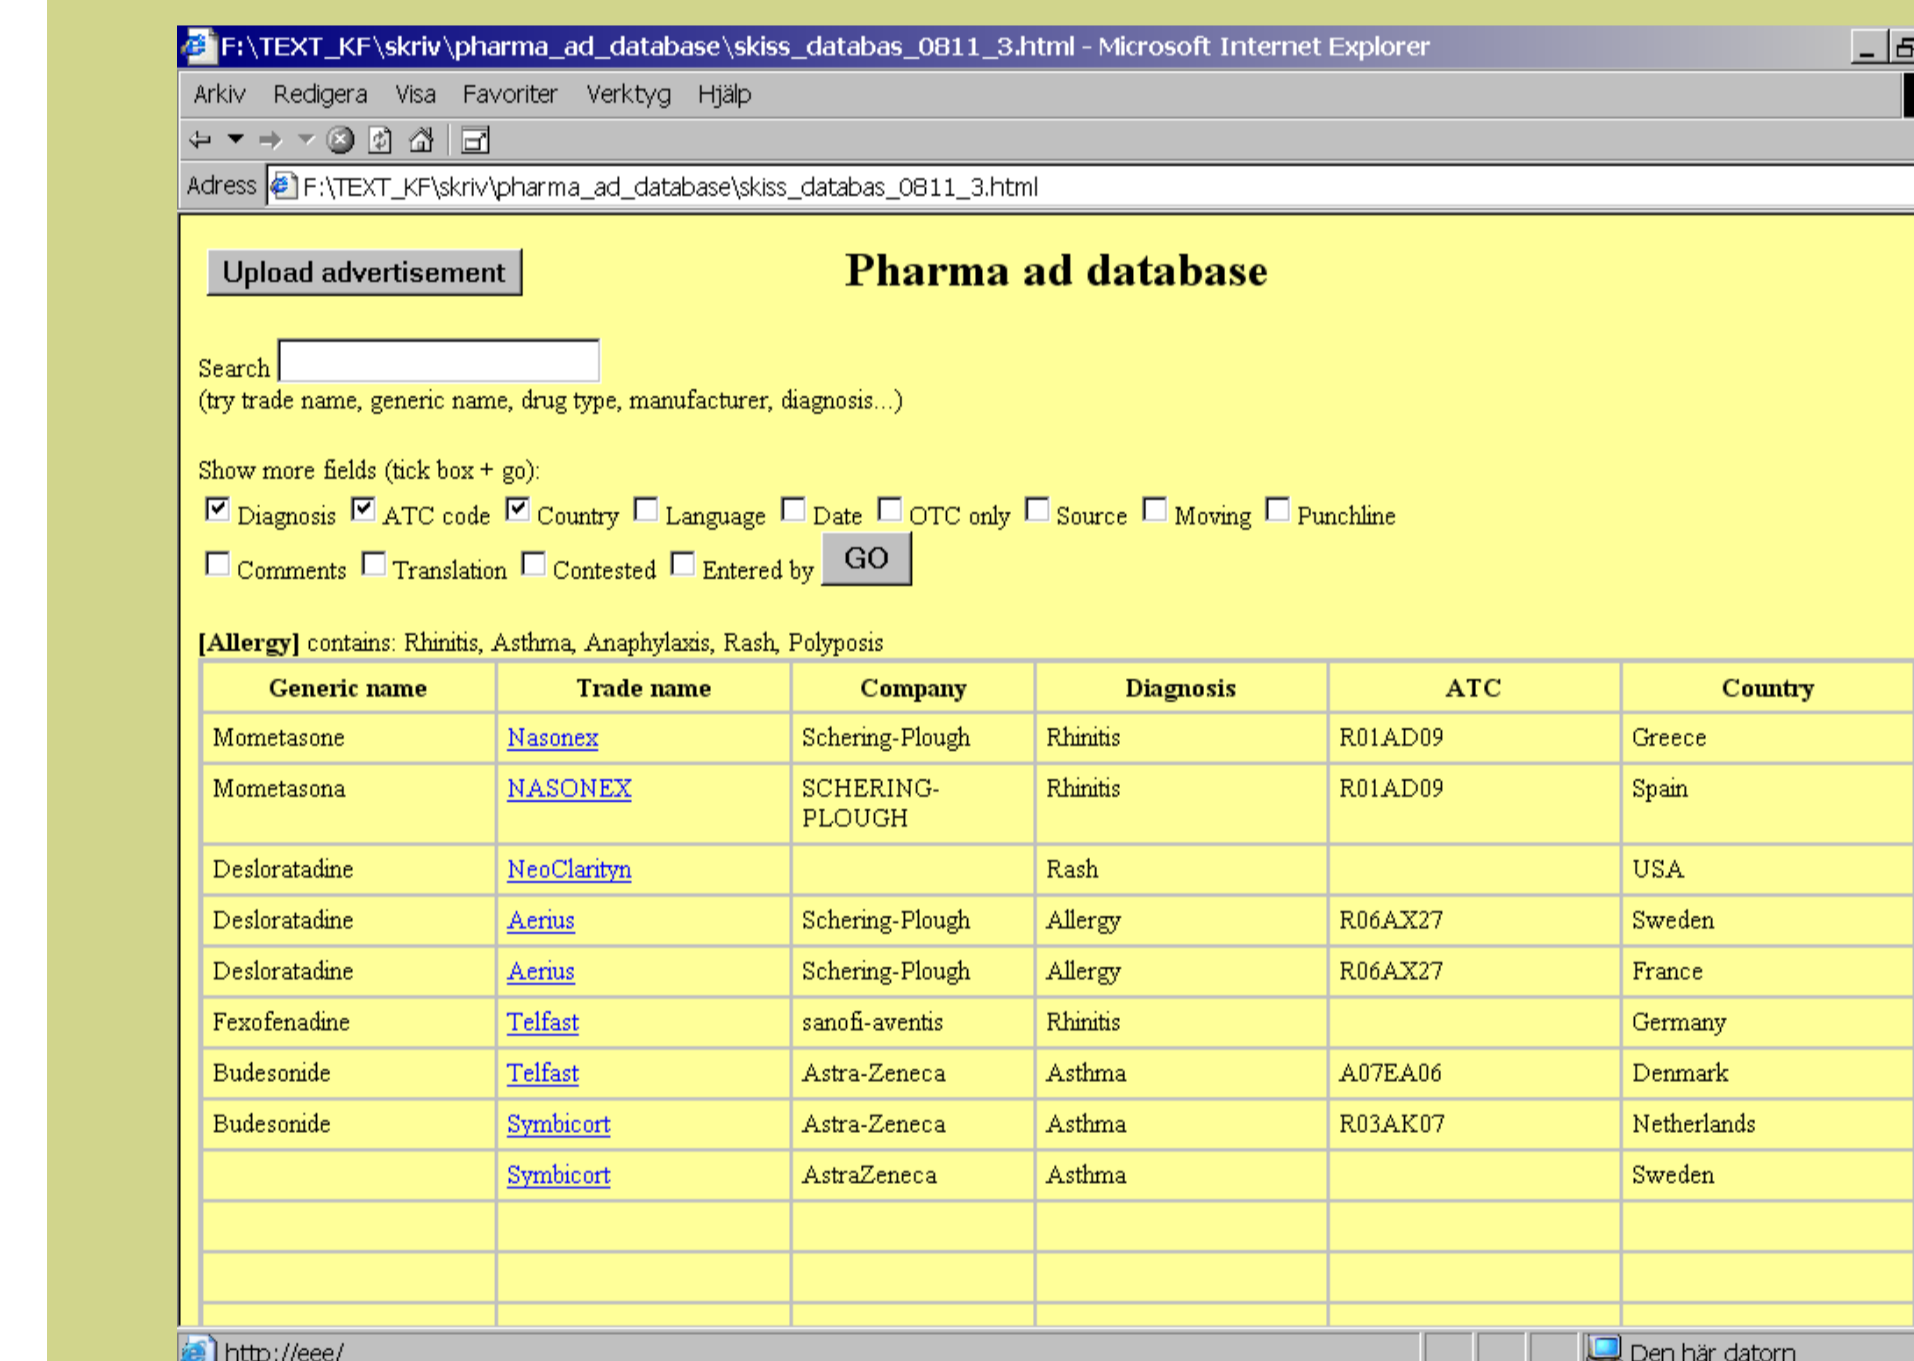 F:\TEXT_KF\skriv\pharma_ad_database\skiss_databas_0811_3.html - Microsoft Internet Explorer
Arkiv Redigera Visa Favoriter Verktyg Hjälp
Adress F:\TEXT_KF\skriv\pharma_ad_database\skiss_databas_0811_3.html
Upload advertisement Pharma ad database
Search
(try trade name, generic name, drug type, manufacturer, diagnosis...)
Show more fields (tick box + go):
Diagnosis ATC code Country Language Date OTC only Source Moving Punchline
Comments Translation Contested Entered by GO
[Allergy] contains: Rhinitis, Asthma, Anaphylaxis, Rash, Polyposis
Generic name Trade name Company Diagnosis ATC Country
Mometasone Nasonex Schering-Plough Rhinitis R01AD09 Greece
Mometasona NASONEX SCHERING- Rhinitis R01AD09 Spain
PLOUGH
Desloratadine NeoClarityn Rash USA
Desloratadine Aerius Schering-Plough Allergy R06AX27 Sweden
Desloratadine Aerius Schering-Plough Allergy R06AX27 France
Fexofenadine Telfast sanofi-aventis Rhinitis Germany
Budesonide Telfast Astra-Zeneca Asthma A07EA06 Denmark
Budesonide Symbicort Astra-Zeneca Asthma R03AK07 Netherlands
Symbicort AstraZeneca Asthma Sweden
http://eee/ Den här datorn